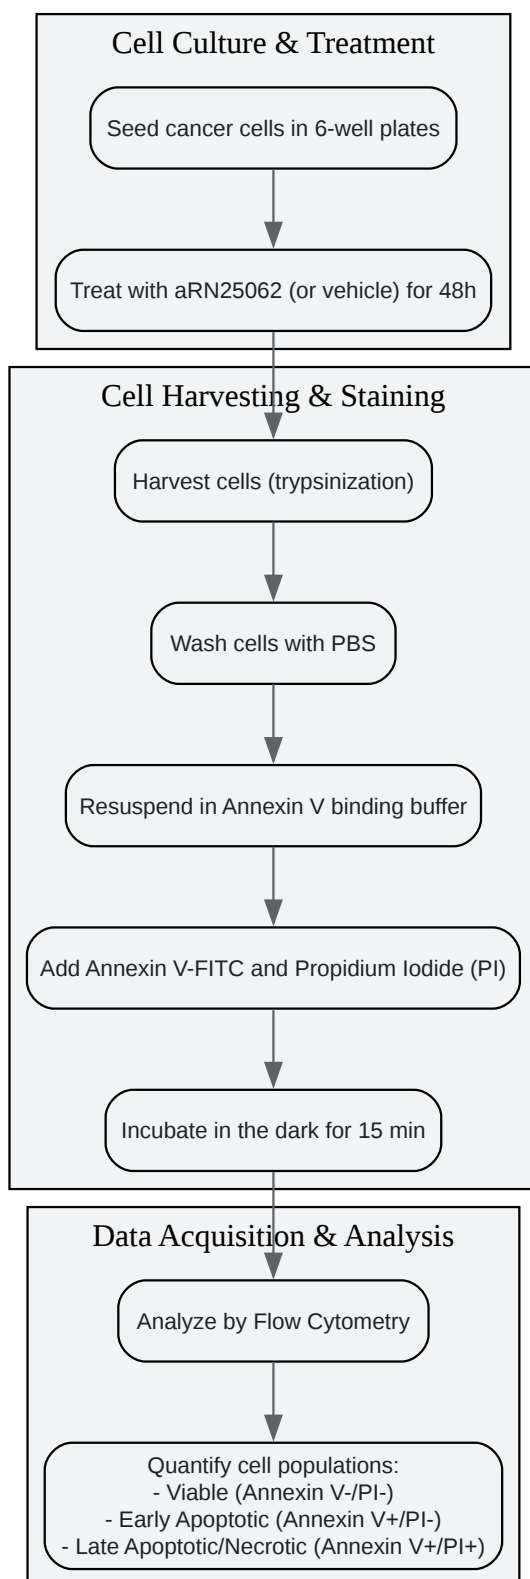 Cell Culture & Treatment
Seed cancer cells in 6-well plates
Treat with aRN25062 (or vehicle) for 48h
Cell Harvesting & Staining
Harvest cells (trypsinization)
Wash cells with PBS
Resuspend in Annexin V binding buffer
Add Annexin V-FITC and Propidium Iodide (PI)
Incubate in the dark for 15 min
Data Acquisition & Analysis
Analyze by Flow Cytometry
Quantify cell populations:
- Viable (Annexin V-/PI-)
- Early Apoptotic (Annexin V+/PI-)
- Late Apoptotic/Necrotic (Annexin V+/PI+)